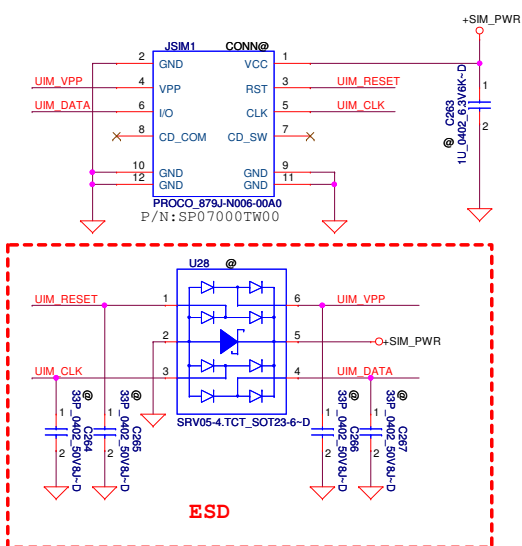 +SIM_PWR
JSIM1 CONN@
2 GND VCC 1
UIM_VPP 4 VPP RST 3 UIM_RESET
UIM_DATA 6 I/O CLK 5 UIM_CLK
8 CD_COM CD_SW 7
10 GND GND 9
12 GND GND 11
PROCO_879J-N006-00A0
P/N:SP07000TW00
1
2
@ C263
1U_0402_6.3V6K~D
U28 @
UIM_RESET 1 6 UIM_VPP
2 5 +SIM_PWR
UIM_CLK 3 4 UIM_DATA
SRV05-4.TCT_SOT23-6~D
1
2
@ C264
33P_0402_50V8J~D
1
2
@ C265
33P_0402_50V8J~D
1
2
@ C266
33P_0402_50V8J~D
1
2
@ C267
33P_0402_50V8J~D
ESD